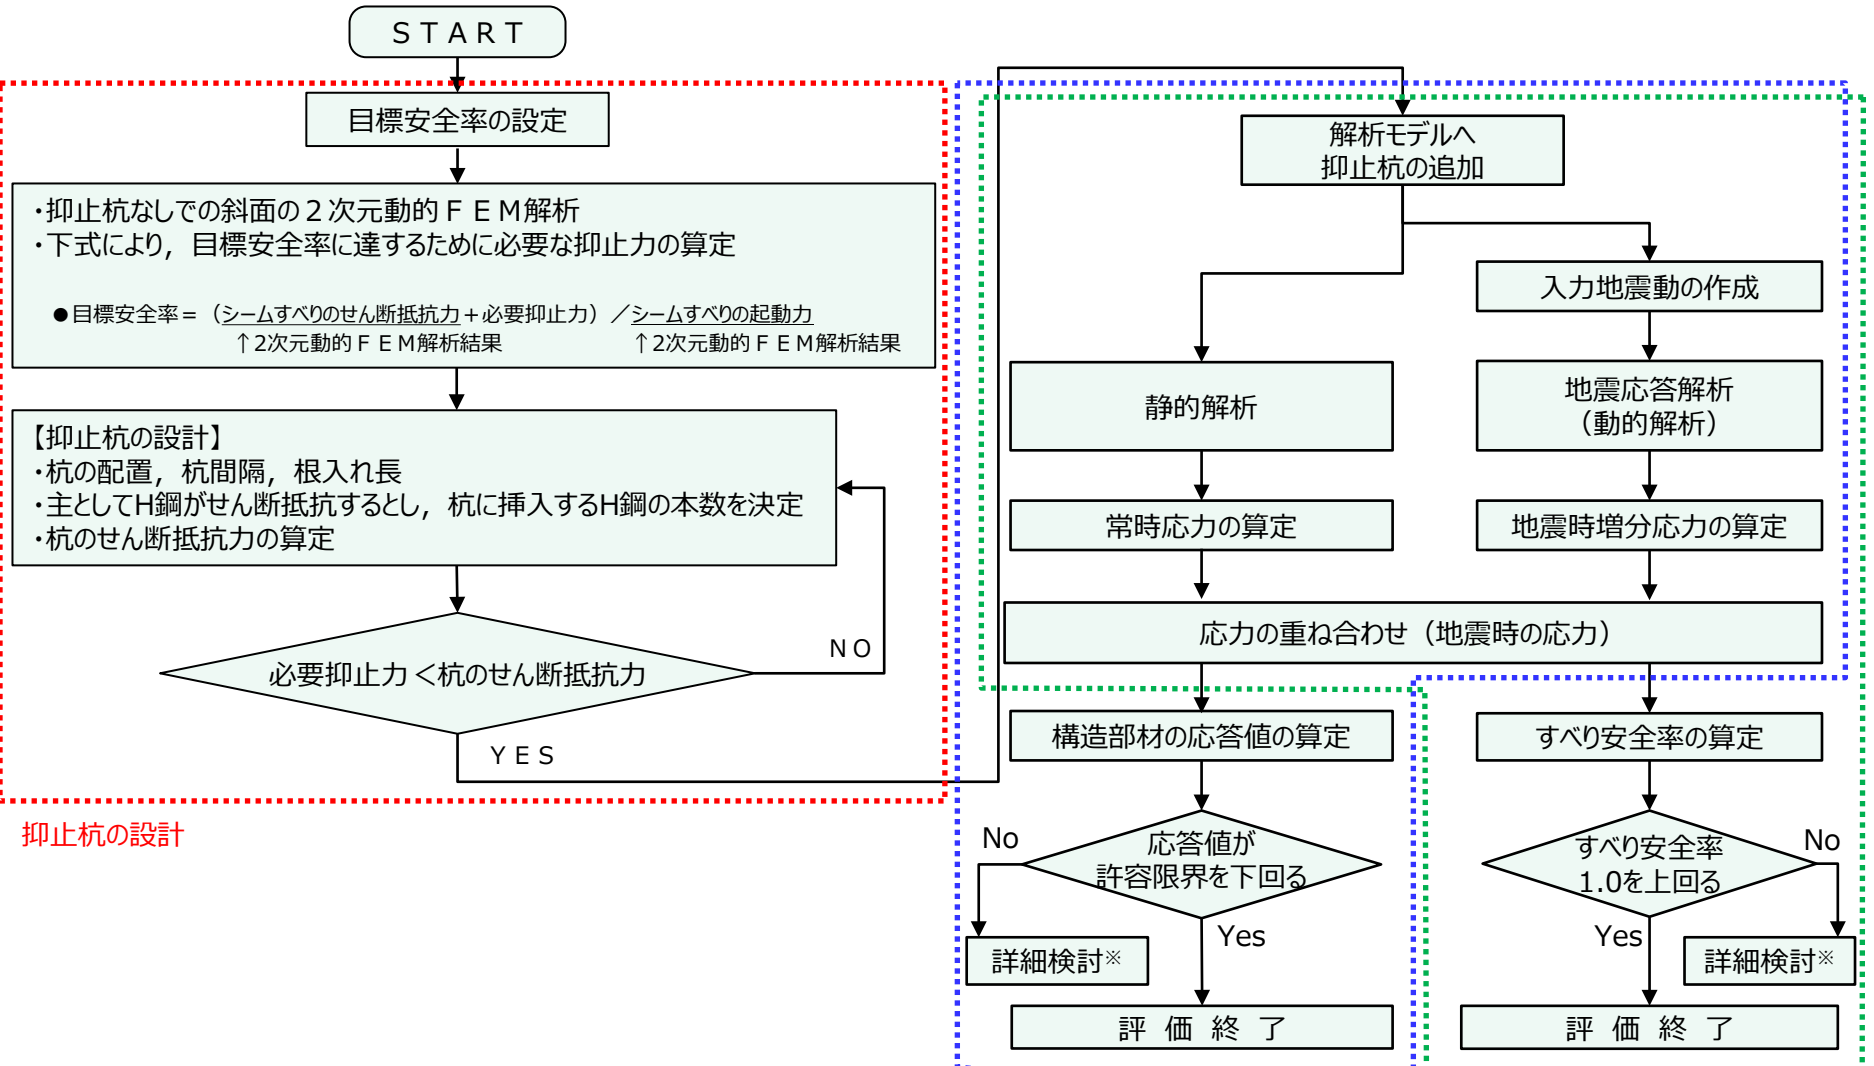 ＳＴＡＲＴ
目標安全率の設定
・抑止杭なしでの斜面の２次元動的ＦＥＭ解析
・下式により，目標安全率に達するために必要な抑止力の算定
●目標安全率＝（シームすべりのせん断抵抗力＋必要抑止力）／シームすべりの起動力
↑2次元動的ＦＥＭ解析結果 ↑2次元動的ＦＥＭ解析結果
【抑止杭の設計】
・杭の配置，杭間隔，根入れ長
・主としてH鋼がせん断抵抗するとし，杭に挿入するH鋼の本数を決定
・杭のせん断抵抗力の算定
必要抑止力＜杭のせん断抵抗力
ＮＯ
ＹＥＳ
抑止杭の設計
解析モデルへ
抑止杭の追加
入力地震動の作成
静的解析
地震応答解析
（動的解析）
常時応力の算定
地震時増分応力の算定
応力の重ね合わせ（地震時の応力）
構造部材の応答値の算定
すべり安全率の算定
応答値が
許容限界を下回る
No
Yes
詳細検討※
評価終了
すべり安全率
1.0を上回る
No
Yes
詳細検討※
評価終了